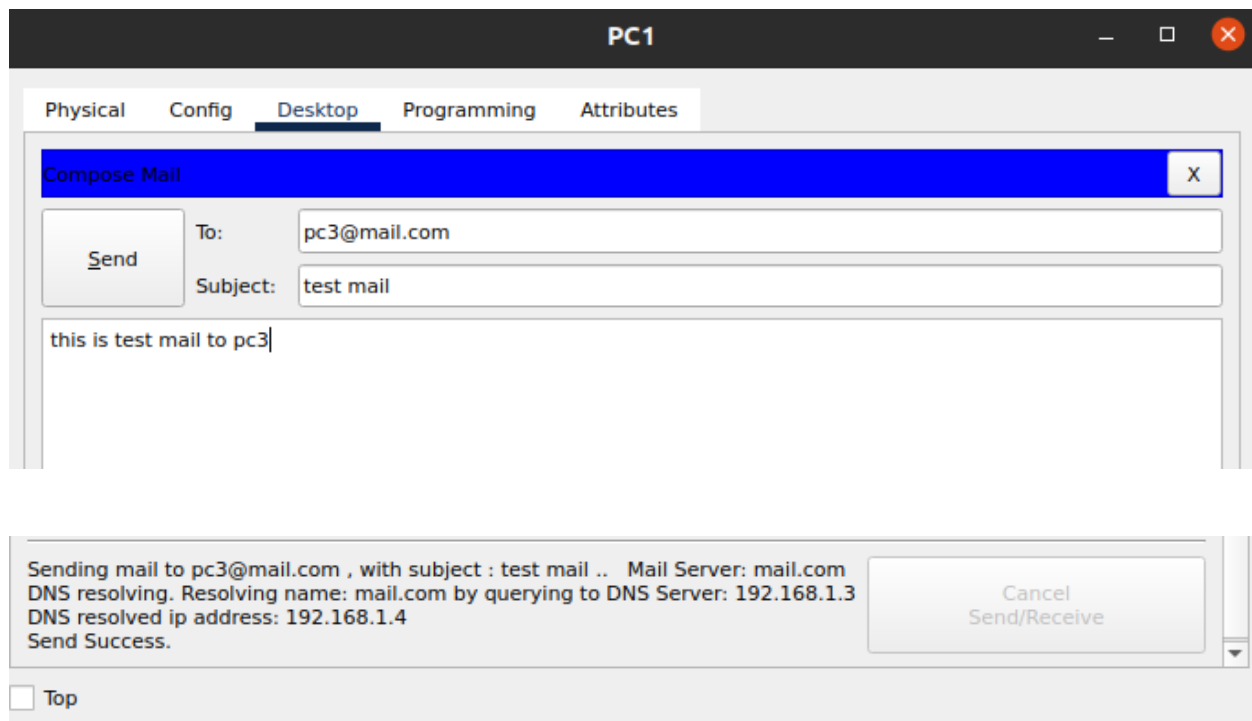 PC1
Physical Config Desktop Programming Attributes
Compose Mail X
Send
To: pc3@mail.com
Subject: test mail
this is test mail to pc3
Sending mail to pc3@mail.com , with subject : test mail .. Mail Server: mail.com
DNS resolving. Resolving name: mail.com by querying to DNS Server: 192.168.1.3
DNS resolved ip address: 192.168.1.4
Send Success.
Cancel
Send/Receive
Top